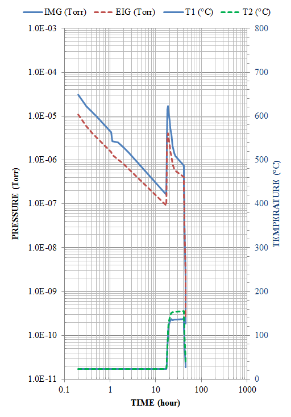 IMG (Torr) EIG (Torr) T1 (°C) T2 (°C)
1.0E-03 800
1.0E-04 700
1.0E-05 600
1.0E-06 500
1.0E-07 400
1.0E-08 300
1.0E-09 200
1.0E-10 100
1.0E-11 0
PRESSURE (Torr)
TEMPERATURE (°C)
0.1 1 10 100 1000
TIME (hour)